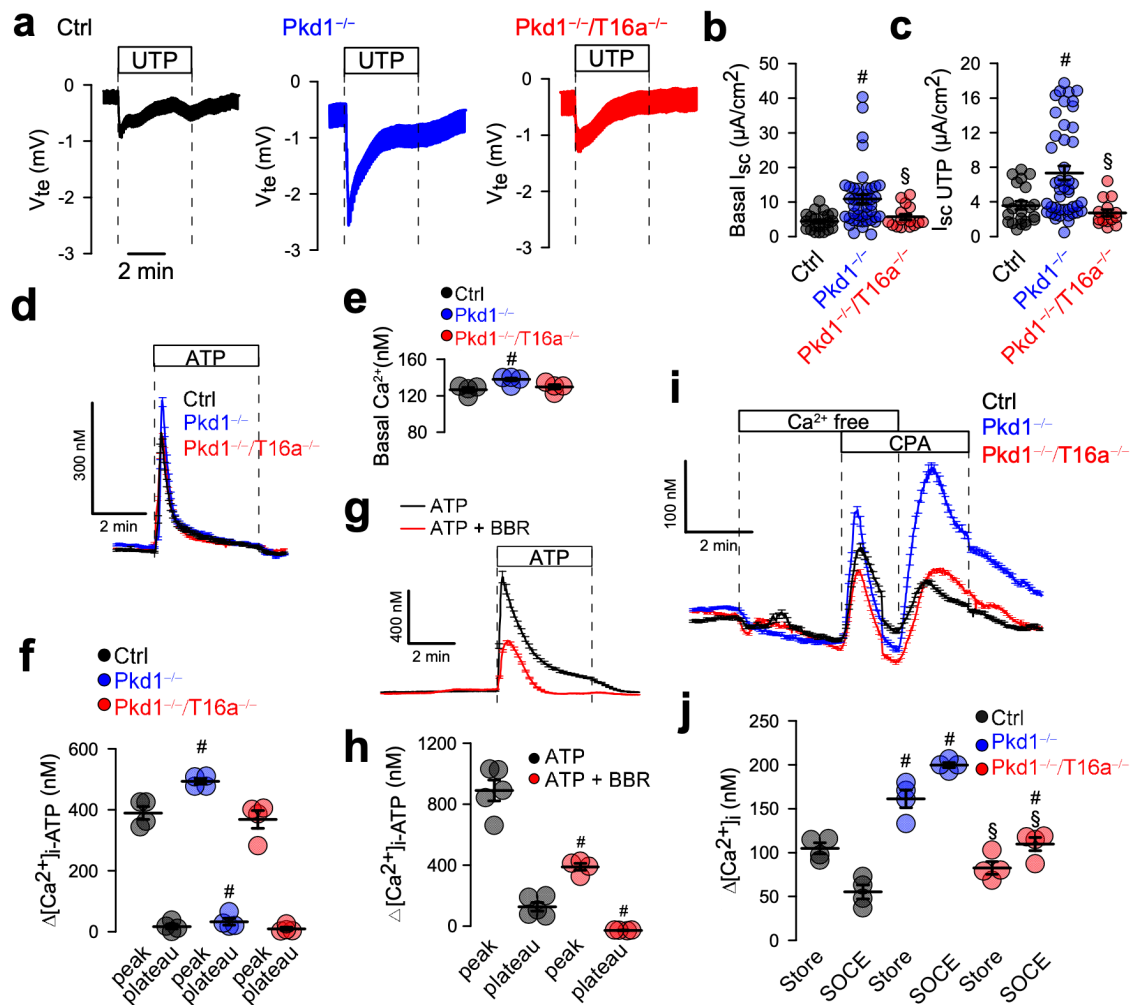 a
Ctrl
UTP
0
-1
-2
-3
Vte (mV)
2 min
Pkd1–/–
UTP
0
-1
-2
-3
Vte (mV)
Pkd1–/–/T16a–/–
UTP
0
-1
-2
-3
Vte (mV)
b
#
§
50
40
30
20
10
0
Basal Isc (µA/cm2)
Ctrl
Pkd1–/–
Pkd1–/–/T16a–/–
c
#
§
20
16
12
8
4
0
Isc UTP (µA/cm2)
Ctrl
Pkd1–/–
Pkd1–/–/T16a–/–
d
ATP
Ctrl
Pkd1–/–
Pkd1–/–/T16a–/–
300 nM
2 min
e
Ctrl
Pkd1–/–
Pkd1–/–/T16a–/–
#
160
120
80
Basal Ca2+(nM)
f
Ctrl
Pkd1–/–
Pkd1–/–/T16a–/–
#
#
600
400
200
0
Δ[Ca2+]i-ATP (nM)
peak
plateau
peak
plateau
peak
plateau
g
ATP
ATP + BBR
ATP
400 nM
2 min
h
ATP
ATP + BBR
#
#
1200
800
400
0
△[Ca2+]i-ATP (nM)
peak
plateau
peak
plateau
i
Ctrl
Pkd1–/–
Pkd1–/–/T16a–/–
Ca2+ free
CPA
100 nM
2 min
j
Ctrl
Pkd1–/–
Pkd1–/–/T16a–/–
#
#
§
#
§
250
200
150
100
50
0
Δ[Ca2+]i (nM)
Store
SOCE
Store
SOCE
Store
SOCE